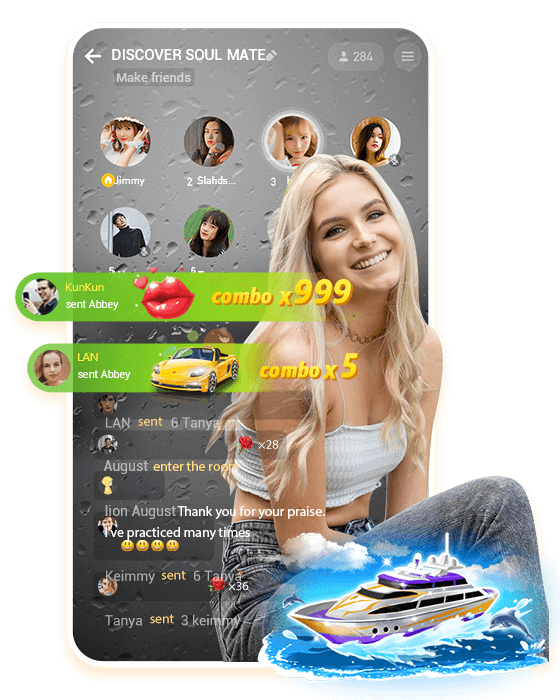 DISCOVER SOUL MATE
284
Make friends
Jimmy
2 Slahds...
3
5
6
KunKun
sent Abbey
combo x999
LAN
sent Abbey
combo x 5
LAN sent 6 Tanya
×28
August enter the room
lion August Thank you for your praise.
I've practiced many times
Keimmy sent 6 Tanya
×36
Tanya sent 3 keimmy